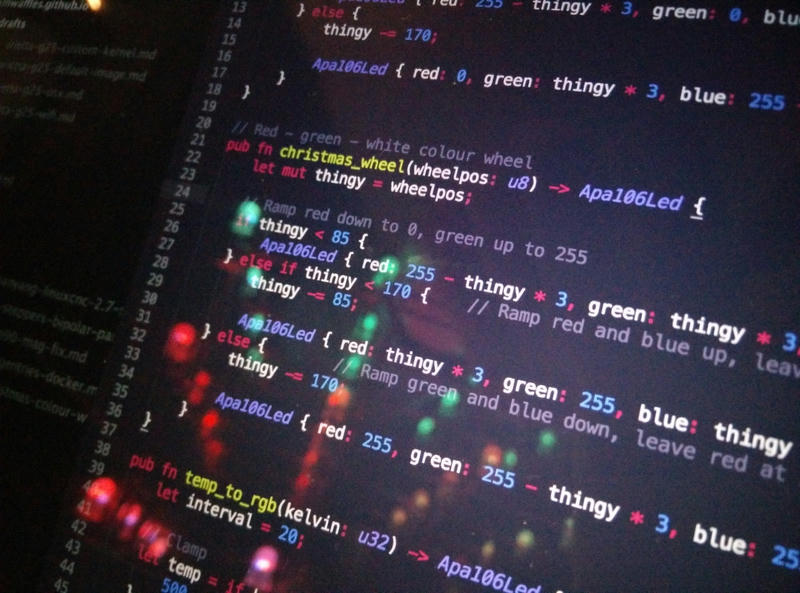 mwaffles.github.io
drafts
} else {
thingy -= 170;
Apa106Led { red: 0, green: thingy * 3, blue: 255 -
}
}
// Red - green - white colour wheel
pub fn christmas_wheel(wheelpos: u8) -> Apa106Led {
let mut thingy = wheelpos;
// Ramp red down to 0, green up to 255
if thingy < 85 {
Apa106Led { red: 255 - thingy * 3, green: thingy * 3,
} else if thingy < 170 { // Ramp red and blue up, leav
thingy -= 85;
Apa106Led { red: thingy * 3, green: 255, blue: thingy
} else { // Ramp green and blue down, leave red at
thingy -= 170;
Apa106Led { red: 255, green: 255 - thingy * 3, blue: 25
}
}
pub fn temp_to_rgb(kelvin: u32) -> Apa106Led {
let interval = 20;
// Clamp
let temp = if
500
13
14
15
16
17
18
19
20
21
22
23
24
25
26
27
28
29
30
31
32
33
34
35
36
37
38
39
40
41
42
43
44
45